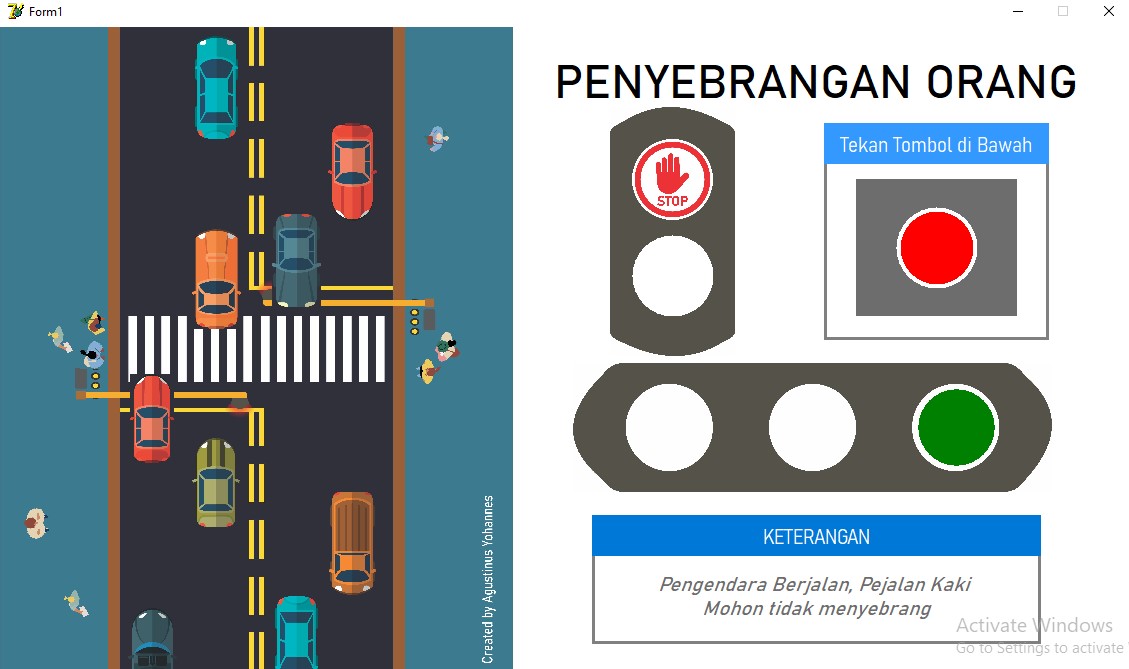 Form1
Created by Agustinus Yohannes
PENYEBRANGAN ORANG
STOP
Tekan Tombol di Bawah
KETERANGAN
Pengendara Berjalan, Pejalan Kaki
Mohon tidak menyebrang
Activate Windows
Go to Settings to activate